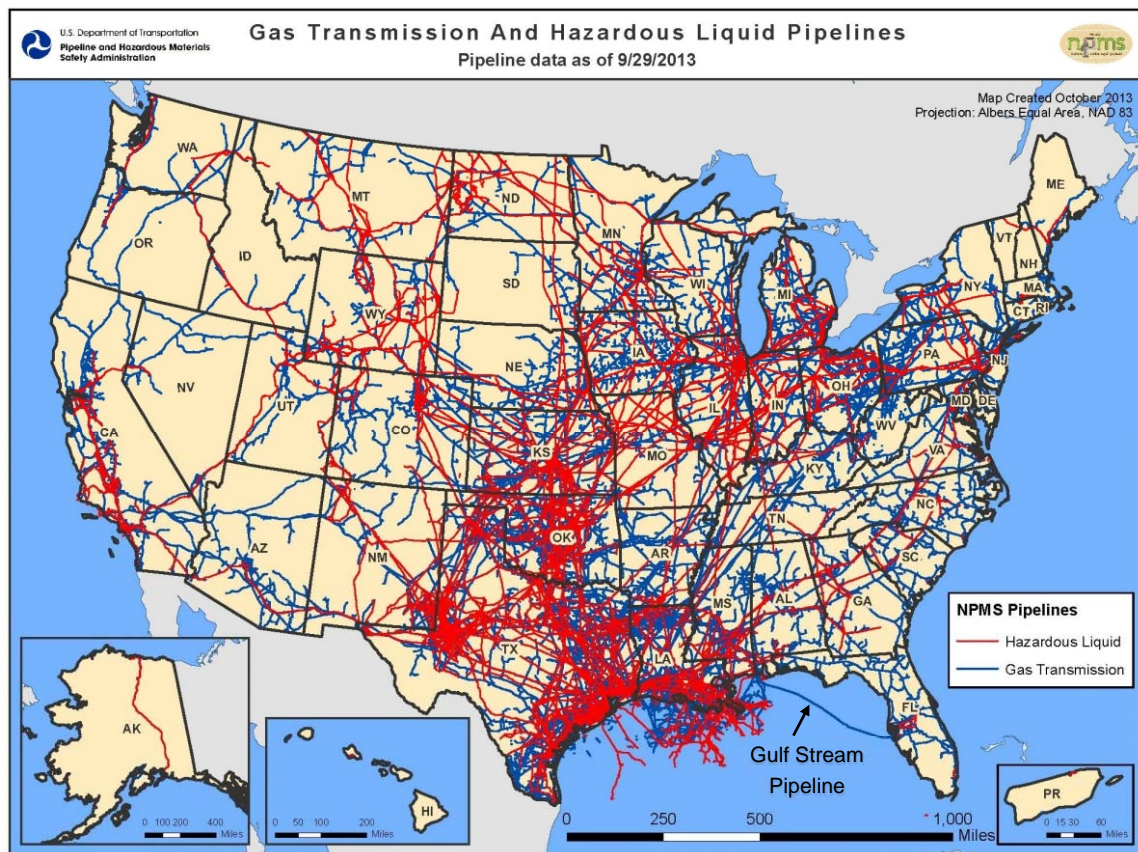 U.S. Department of Transportation
Pipeline and Hazardous Materials
Safety Administration
Gas Transmission And Hazardous Liquid Pipelines
Pipeline data as of 9/29/2013
npms
Map Created October 2013
Projection: Albers Equal Area, NAD 83
WA
MT
ND
MN
ME
VT
NH
OR
ID
SD
WI
MI
NY
MA
CT
RI
WY
IA
PA
NJ
NE
OH
NV
UT
IL
IN
MD
DE
CO
WV
CA
KS
MO
VA
KY
NC
TN
OK
AZ
NM
AR
SC
MS
AL
GA
TX
LA
FL
NPMS Pipelines
Hazardous Liquid
Gas Transmission
Gulf Stream
Pipeline
AK
0 100 200 400
Miles
HI
0 50 100 200
Miles
0 250 500 1,000
Miles
PR
0 15 30 60
Miles